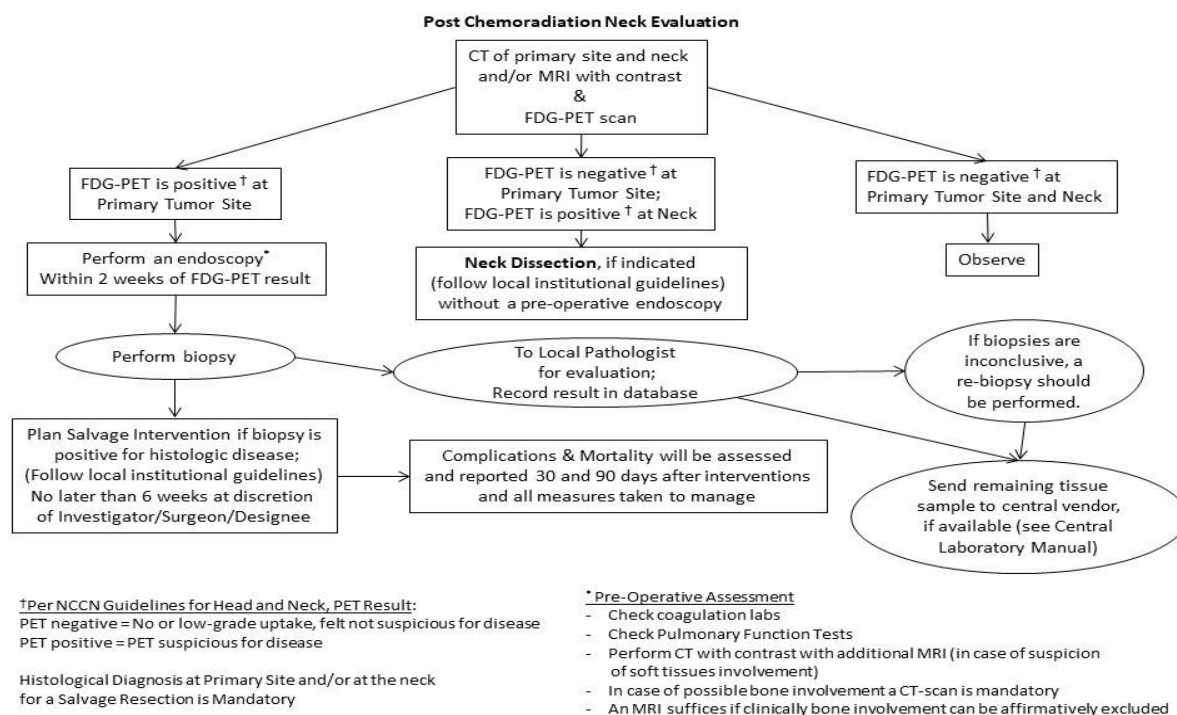 Post Chemoradiation Neck Evaluation
CT of primary site and neck
and/or MRI with contrast
&
FDG-PET scan
FDG-PET is positive † at
Primary Tumor Site
FDG-PET is negative † at
Primary Tumor Site;
FDG-PET is positive † at Neck
FDG-PET is negative † at
Primary Tumor Site and Neck
Perform an endoscopy*
Within 2 weeks of FDG-PET result
Neck Dissection, if indicated
(follow local institutional guidelines)
without a pre-operative endoscopy
Observe
Perform biopsy
To Local Pathologist
for evaluation;
Record result in database
If biopsies are
inconclusive, a
re-biopsy should
be performed.
Plan Salvage Intervention if biopsy is
positive for histologic disease;
(Follow local institutional guidelines)
No later than 6 weeks at discretion
of Investigator/Surgeon/Designee
Complications & Mortality will be assessed
and reported 30 and 90 days after interventions
and all measures taken to manage
Send remaining tissue
sample to central vendor,
if available (see Central
Laboratory Manual)
†Per NCCN Guidelines for Head and Neck, PET Result:
PET negative = No or low-grade uptake, felt not suspicious for disease
PET positive = PET suspicious for disease
Histological Diagnosis at Primary Site and/or at the neck
for a Salvage Resection is Mandatory
* Pre-Operative Assessment
- Check coagulation labs
- Check Pulmonary Function Tests
- Perform CT with contrast with additional MRI (in case of suspicion
of soft tissues involvement)
- In case of possible bone involvement a CT-scan is mandatory
- An MRI suffices if clinically bone involvement can be affirmatively excluded